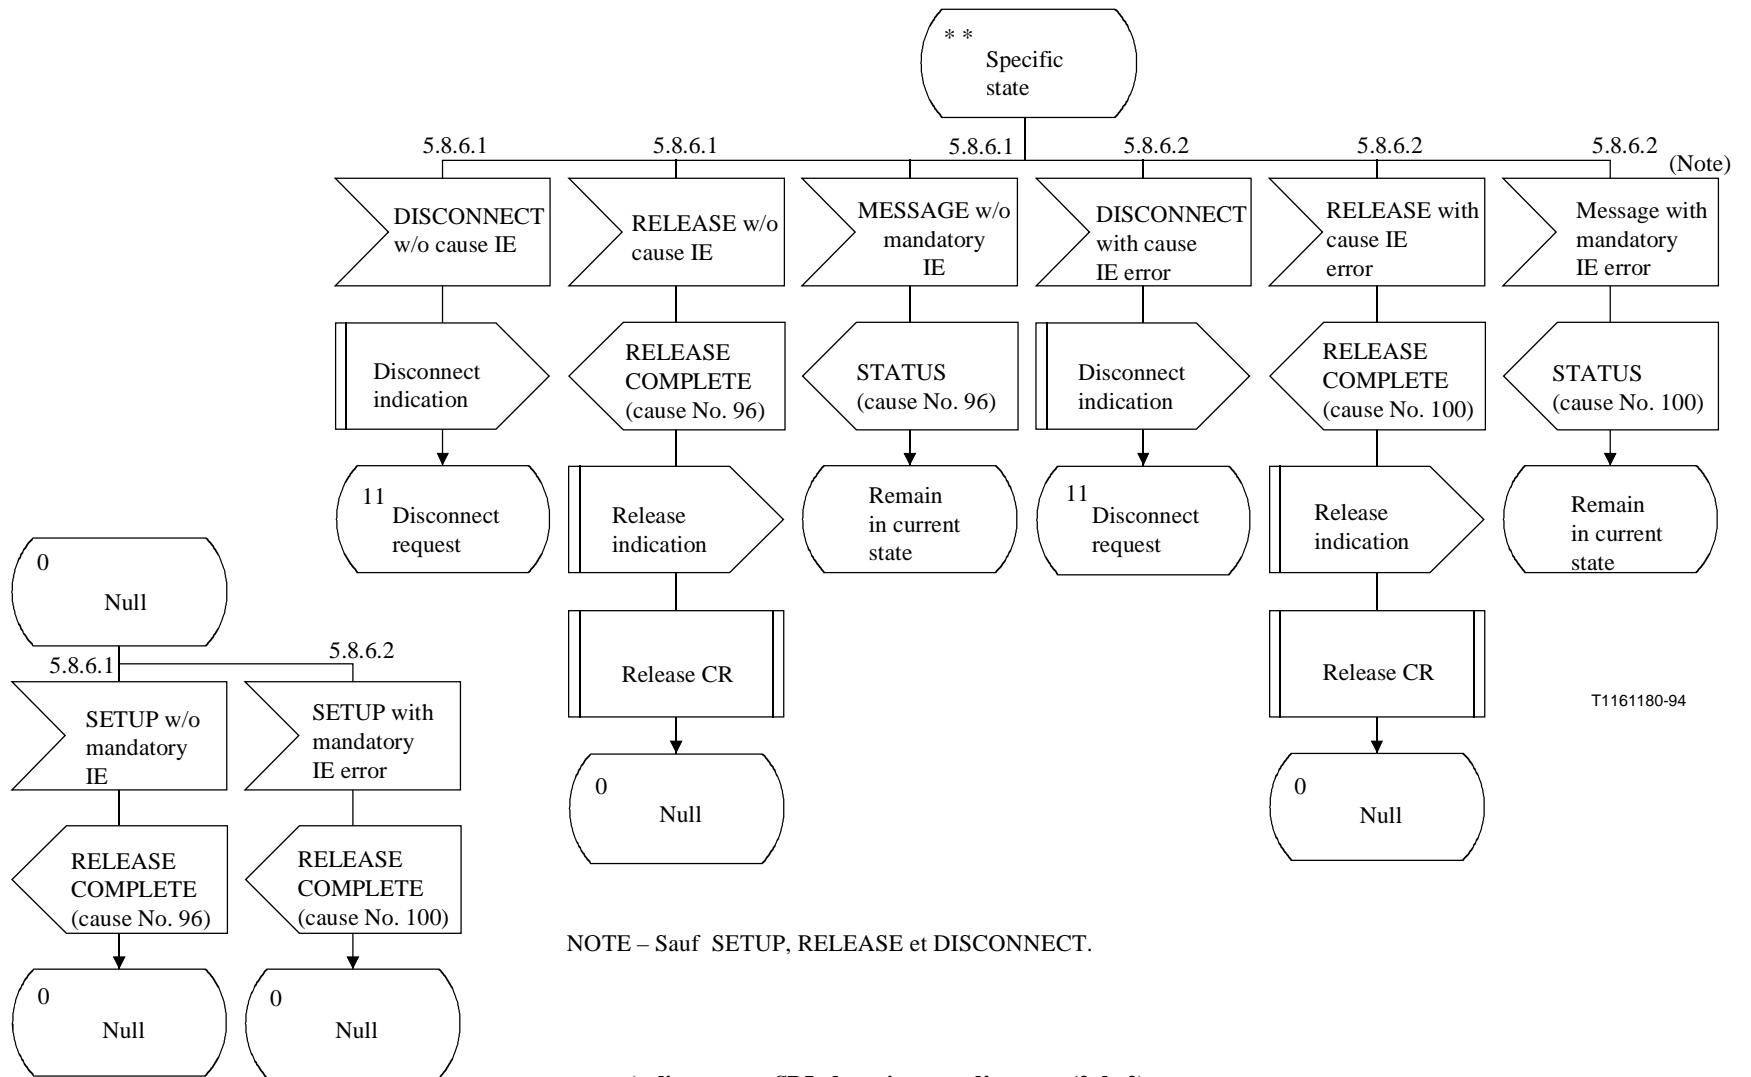 * *
Specific
state
5.8.6.1
5.8.6.1
5.8.6.1
5.8.6.2
5.8.6.2
5.8.6.2
(Note)
DISCONNECT
w/o cause IE
RELEASE w/o
cause IE
MESSAGE w/o
mandatory
IE
DISCONNECT
with cause
IE error
RELEASE with
cause IE
error
Message with
mandatory
IE error
Disconnect
indication
RELEASE
COMPLETE
(cause No. 96)
STATUS
(cause No. 96)
Disconnect
indication
RELEASE
COMPLETE
(cause No. 100)
STATUS
(cause No. 100)
11
Disconnect
request
Release
indication
Remain
in current
state
11
Disconnect
request
Release
indication
Remain
in current
state
Release CR
Release CR
0
Null
0
Null
T1161180-94
0
Null
5.8.6.1
5.8.6.2
SETUP w/o
mandatory
IE
SETUP with
mandatory
IE error
RELEASE
COMPLETE
(cause No. 96)
RELEASE
COMPLETE
(cause No. 100)
0
Null
0
Null
NOTE – Sauf SETUP, RELEASE et DISCONNECT.